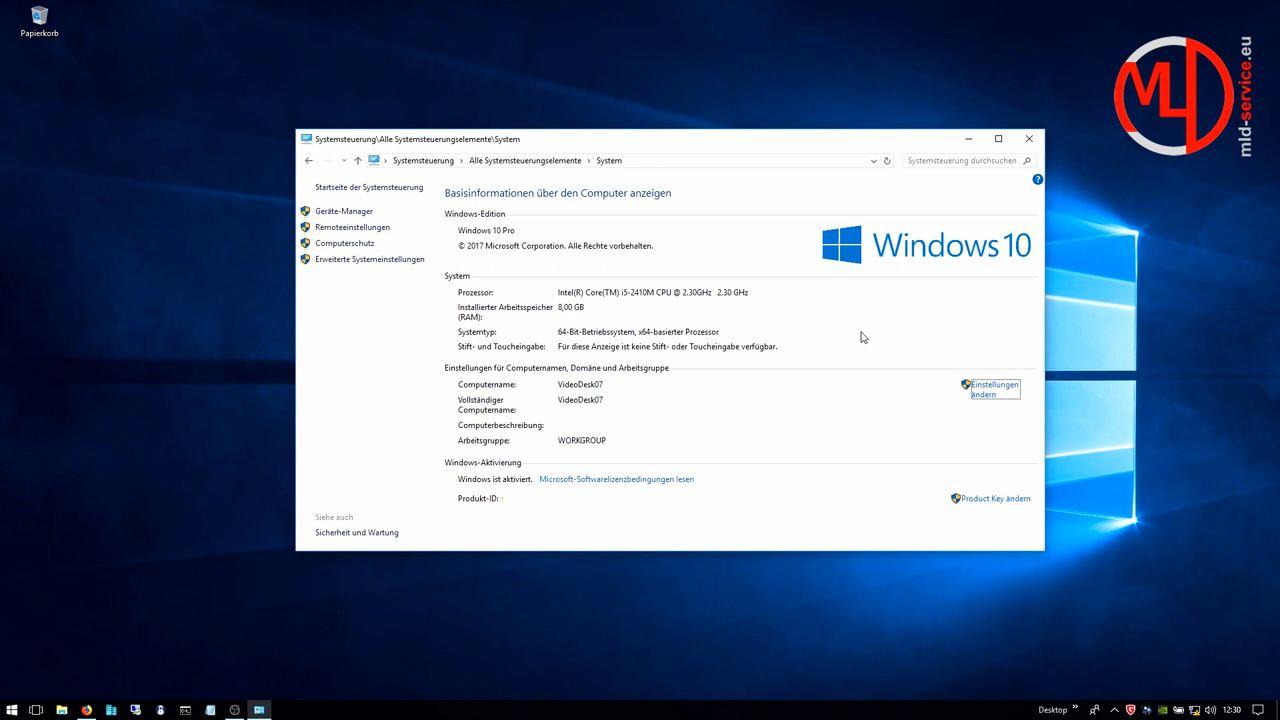 Papierkorb
MLD
mld-service.eu
Systemsteuerung\Alle Systemsteuerungselemente\System
Systemsteuerung › Alle Systemsteuerungselemente › System
Systemsteuerung durchsuchen
Startseite der Systemsteuerung
Geräte-Manager
Remoteeinstellungen
Computerschutz
Erweiterte Systemeinstellungen
Siehe auch
Sicherheit und Wartung
Basisinformationen über den Computer anzeigen
Windows-Edition
Windows 10 Pro
© 2017 Microsoft Corporation. Alle Rechte vorbehalten.
Windows 10
System
Prozessor: Intel(R) Core(TM) i5-2410M CPU @ 2.30GHz 2.30 GHz
Installierter Arbeitsspeicher 8,00 GB
(RAM):
Systemtyp: 64-Bit-Betriebssystem, x64-basierter Prozessor
Stift- und Toucheingabe: Für diese Anzeige ist keine Stift- oder Toucheingabe verfügbar.
Einstellungen für Computernamen, Domäne und Arbeitsgruppe
Computername: VideoDesk07
Einstellungen
ändern
Vollständiger VideoDesk07
Computername:
Computerbeschreibung:
Arbeitsgruppe: WORKGROUP
Windows-Aktivierung
Windows ist aktiviert. Microsoft-Softwarelizenzbedingungen lesen
Produkt-ID:
Product Key ändern
Desktop
12:30